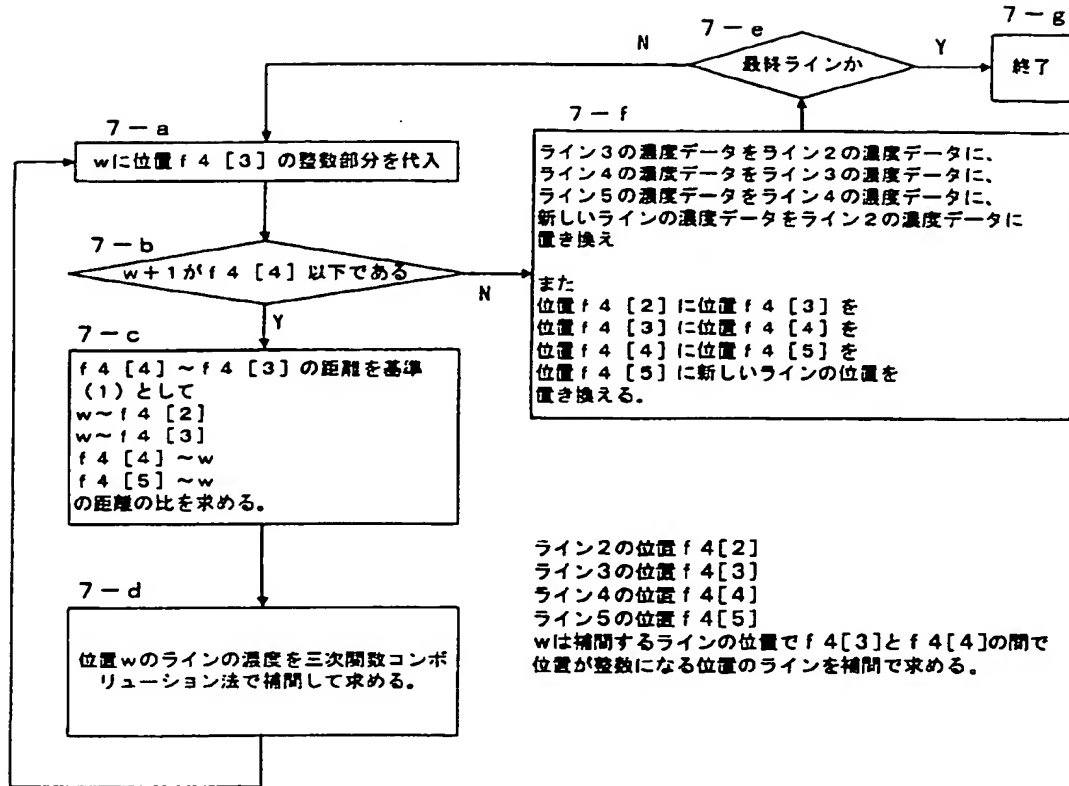 7-g
7-e
N
Y
最終ラインか
終了
7-f
7-a
wに位置f4[3]の整数部分を代入
ライン3の濃度データをライン2の濃度データに、
ライン4の濃度データをライン3の濃度データに、
ライン5の濃度データをライン4の濃度データに、
新しいラインの濃度データをライン2の濃度データに
置き換え
また
位置f4[2]に位置f4[3]を
位置f4[3]に位置f4[4]を
位置f4[4]に位置f4[5]を
位置f4[5]に新しいラインの位置を
置き換える。
7-b
w+1がf4[4]以下である
N
Y
7-c
f4[4]~f4[3]の距離を基準
(1)として
w~f4[2]
w~f4[3]
f4[4]~w
f4[5]~w
の距離の比を求める。
7-d
位置wのラインの濃度を三次関数コンボ
リューション法で補間して求める。
ライン2の位置f4[2]
ライン3の位置f4[3]
ライン4の位置f4[4]
ライン5の位置f4[5]
wは補間するラインの位置でf4[3]とf4[4]の間で
位置が整数になる位置のラインを補間で求める。